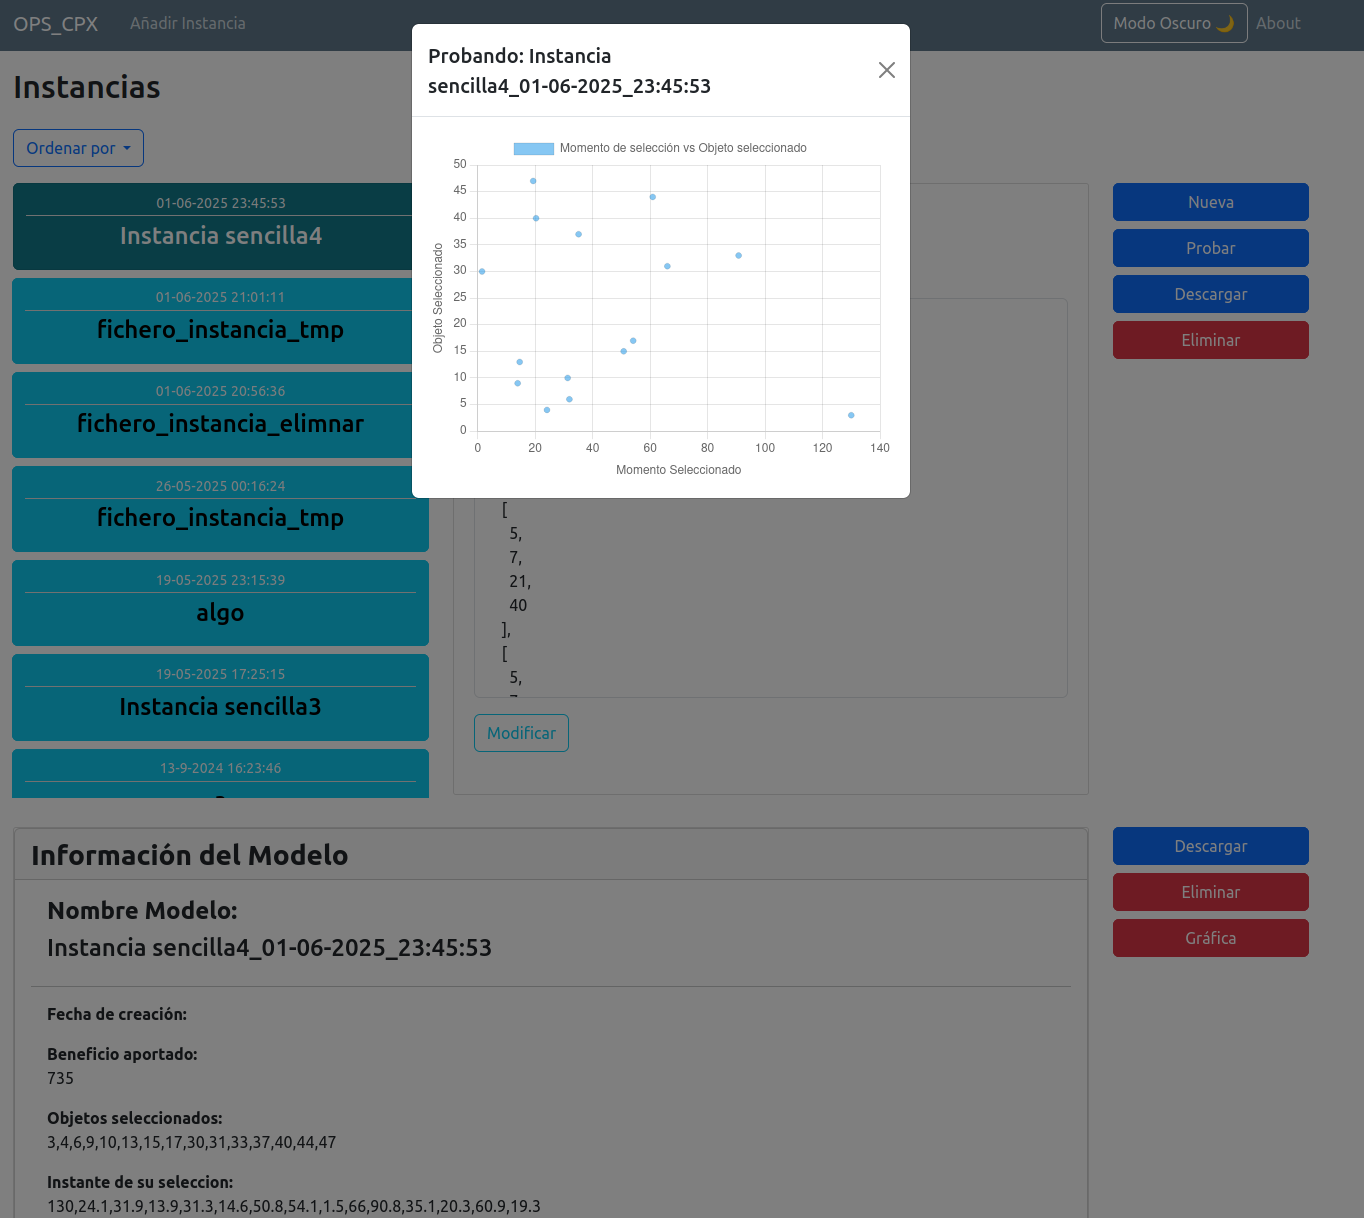 OPS_CPX
Añadir Instancia
Modo Oscuro 🌙
About
Instancias
Ordenar por
01-06-2025 23:45:53
Instancia sencilla4
01-06-2025 21:01:11
fichero_instancia_tmp
01-06-2025 20:56:36
fichero_instancia_elimnar
26-05-2025 00:16:24
fichero_instancia_tmp
19-05-2025 23:15:39
algo
19-05-2025 17:25:15
Instancia sencilla3
13-9-2024 16:23:46
Probando: Instancia
sencilla4_01-06-2025_23:45:53
Momento de selección vs Objeto seleccionado
Objeto Seleccionado
50
45
40
35
30
25
20
15
10
5
0
0 20 40 60 80 100 120 140
Momento Seleccionado
[
5,
7,
21,
40
],
[
5,
Modificar
Nueva
Probar
Descargar
Eliminar
Información del Modelo
Nombre Modelo:
Instancia sencilla4_01-06-2025_23:45:53
Fecha de creación:
Beneficio aportado:
735
Objetos seleccionados:
3,4,6,9,10,13,15,17,30,31,33,37,40,44,47
Instante de su seleccion:
130,24.1,31.9,13.9,31.3,14.6,50.8,54.1,1.5,66,90.8,35.1,20.3,60.9,19.3
Descargar
Eliminar
Gráfica